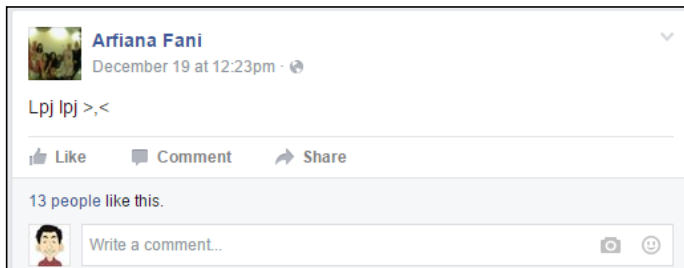 Arfiana Fani
December 19 at 12:23pm ·
Lpj lpj >,<
Like Comment Share
13 people like this.
Write a comment...